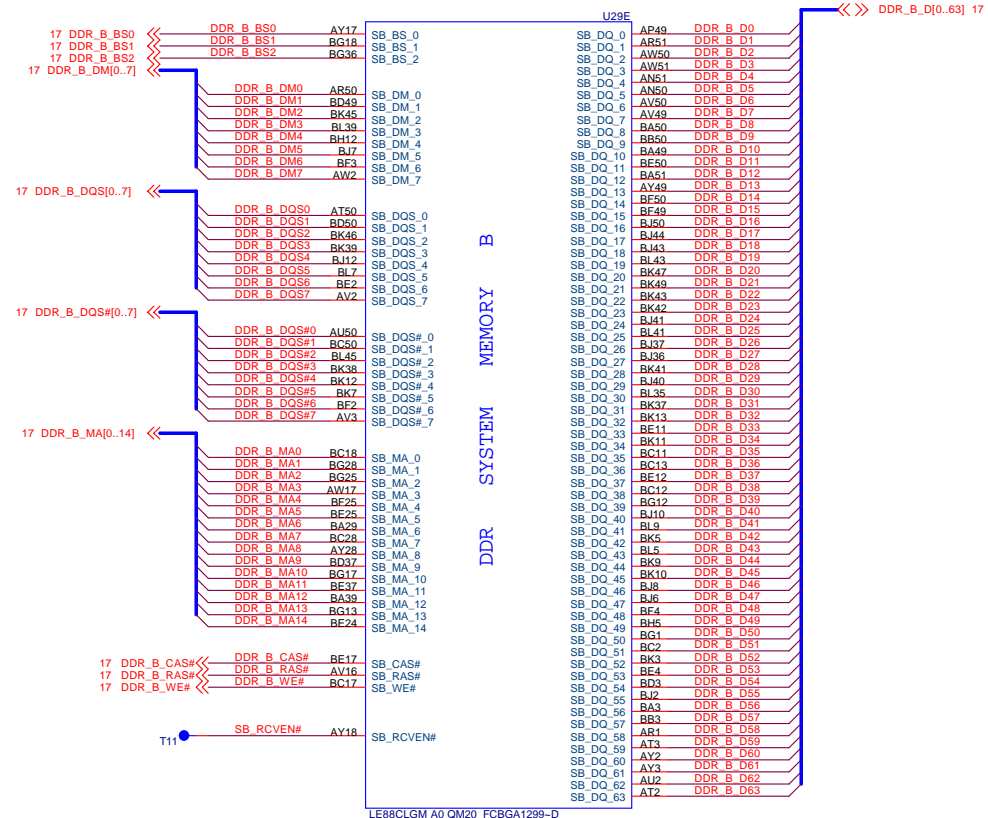 U29E
DDR_B_D[0..63] 17
17 DDR_B_BS0 DDR_B_BS0 AY17 SB_BS_0
17 DDR_B_BS1 DDR_B_BS1 BG18 SB_BS_1
17 DDR_B_BS2 DDR_B_BS2 BG36 SB_BS_2
17 DDR_B_DM[0..7]
DDR_B_DM0 AR50 SB_DM_0
DDR_B_DM1 BD49 SB_DM_1
DDR_B_DM2 BK45 SB_DM_2
DDR_B_DM3 BL39 SB_DM_3
DDR_B_DM4 BH12 SB_DM_4
DDR_B_DM5 BJ7 SB_DM_5
DDR_B_DM6 BF3 SB_DM_6
DDR_B_DM7 AW2 SB_DM_7
17 DDR_B_DQS[0..7]
DDR_B_DQS0 AT50 SB_DQS_0
DDR_B_DQS1 BD50 SB_DQS_1
DDR_B_DQS2 BK46 SB_DQS_2
DDR_B_DQS3 BK39 SB_DQS_3
DDR_B_DQS4 BJ12 SB_DQS_4
DDR_B_DQS5 BL7 SB_DQS_5
DDR_B_DQS6 BE2 SB_DQS_6
DDR_B_DQS7 AV2 SB_DQS_7
17 DDR_B_DQS#[0..7]
DDR_B_DQS#0 AU50 SB_DQS#_0
DDR_B_DQS#1 BC50 SB_DQS#_1
DDR_B_DQS#2 BL45 SB_DQS#_2
DDR_B_DQS#3 BK38 SB_DQS#_3
DDR_B_DQS#4 BK12 SB_DQS#_4
DDR_B_DQS#5 BK7 SB_DQS#_5
DDR_B_DQS#6 BF2 SB_DQS#_6
DDR_B_DQS#7 AV3 SB_DQS#_7
17 DDR_B_MA[0..14]
DDR_B_MA0 BC18 SB_MA_0
DDR_B_MA1 BG28 SB_MA_1
DDR_B_MA2 BG25 SB_MA_2
DDR_B_MA3 AW17 SB_MA_3
DDR_B_MA4 BF25 SB_MA_4
DDR_B_MA5 BE25 SB_MA_5
DDR_B_MA6 BA29 SB_MA_6
DDR_B_MA7 BC28 SB_MA_7
DDR_B_MA8 AY28 SB_MA_8
DDR_B_MA9 BD37 SB_MA_9
DDR_B_MA10 BG17 SB_MA_10
DDR_B_MA11 BE37 SB_MA_11
DDR_B_MA12 BA39 SB_MA_12
DDR_B_MA13 BG13 SB_MA_13
DDR_B_MA14 BE24 SB_MA_14
17 DDR_B_CAS# DDR_B_CAS# BE17 SB_CAS#
17 DDR_B_RAS# DDR_B_RAS# AV16 SB_RAS#
17 DDR_B_WE# DDR_B_WE# BC17 SB_WE#
T11 SB_RCVEN# AY18 SB_RCVEN#
DDR SYSTEM MEMORY B
SB_DQ_0 AP49 DDR_B_D0
SB_DQ_1 AR51 DDR_B_D1
SB_DQ_2 AW50 DDR_B_D2
SB_DQ_3 AW51 DDR_B_D3
SB_DQ_4 AN51 DDR_B_D4
SB_DQ_5 AN50 DDR_B_D5
SB_DQ_6 AV50 DDR_B_D6
SB_DQ_7 AV49 DDR_B_D7
SB_DQ_8 BA50 DDR_B_D8
SB_DQ_9 BB50 DDR_B_D9
SB_DQ_10 BA49 DDR_B_D10
SB_DQ_11 BE50 DDR_B_D11
SB_DQ_12 BA51 DDR_B_D12
SB_DQ_13 AY49 DDR_B_D13
SB_DQ_14 BF50 DDR_B_D14
SB_DQ_15 BF49 DDR_B_D15
SB_DQ_16 BJ50 DDR_B_D16
SB_DQ_17 BJ44 DDR_B_D17
SB_DQ_18 BJ43 DDR_B_D18
SB_DQ_19 BL43 DDR_B_D19
SB_DQ_20 BK47 DDR_B_D20
SB_DQ_21 BK49 DDR_B_D21
SB_DQ_22 BK43 DDR_B_D22
SB_DQ_23 BK42 DDR_B_D23
SB_DQ_24 BJ41 DDR_B_D24
SB_DQ_25 BL41 DDR_B_D25
SB_DQ_26 BJ37 DDR_B_D26
SB_DQ_27 BJ36 DDR_B_D27
SB_DQ_28 BK41 DDR_B_D28
SB_DQ_29 BJ40 DDR_B_D29
SB_DQ_30 BL35 DDR_B_D30
SB_DQ_31 BK37 DDR_B_D31
SB_DQ_32 BK13 DDR_B_D32
SB_DQ_33 BE11 DDR_B_D33
SB_DQ_34 BK11 DDR_B_D34
SB_DQ_35 BC11 DDR_B_D35
SB_DQ_36 BC13 DDR_B_D36
SB_DQ_37 BE12 DDR_B_D37
SB_DQ_38 BC12 DDR_B_D38
SB_DQ_39 BG12 DDR_B_D39
SB_DQ_40 BJ10 DDR_B_D40
SB_DQ_41 BL9 DDR_B_D41
SB_DQ_42 BK5 DDR_B_D42
SB_DQ_43 BL5 DDR_B_D43
SB_DQ_44 BK9 DDR_B_D44
SB_DQ_45 BK10 DDR_B_D45
SB_DQ_46 BJ8 DDR_B_D46
SB_DQ_47 BJ6 DDR_B_D47
SB_DQ_48 BF4 DDR_B_D48
SB_DQ_49 BH5 DDR_B_D49
SB_DQ_50 BG1 DDR_B_D50
SB_DQ_51 BC2 DDR_B_D51
SB_DQ_52 BK3 DDR_B_D52
SB_DQ_53 BE4 DDR_B_D53
SB_DQ_54 BD3 DDR_B_D54
SB_DQ_55 BJ2 DDR_B_D55
SB_DQ_56 BA3 DDR_B_D56
SB_DQ_57 BB3 DDR_B_D57
SB_DQ_58 AR1 DDR_B_D58
SB_DQ_59 AT3 DDR_B_D59
SB_DQ_60 AY2 DDR_B_D60
SB_DQ_61 AY3 DDR_B_D61
SB_DQ_62 AU2 DDR_B_D62
SB_DQ_63 AT2 DDR_B_D63
LE88CLGM A0 QM20 FCBGA1299~D